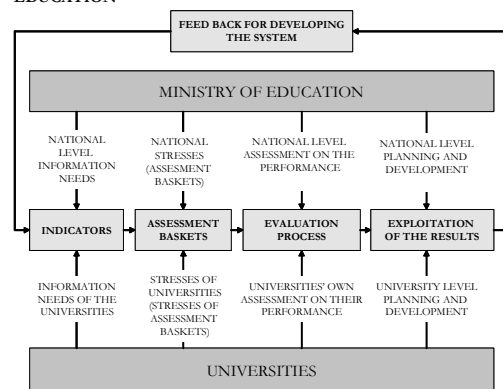 EDUCATION
FEED BACK FOR DEVELOPING
THE SYSTEM
MINISTRY OF EDUCATION
NATIONAL
LEVEL
INFORMATION
NEEDS
NATIONAL
STRESSES
(ASSESMENT
BASKETS)
NATIONAL LEVEL
ASSESSMENT ON THE
PERFORMANCE
NATIONAL LEVEL
PLANNING AND
DEVELOPMENT
INDICATORS
ASSESSMENT
BASKETS
EVALUATION
PROCESS
EXPLOITATION
OF THE RESULTS
INFORMATION
NEEDS OF THE
UNIVERSITIES
STRESSES OF
UNIVERSITIES
(STRESSES OF
ASSESSMENT
BASKETS)
UNIVERSITIES' OWN
ASSESSMENT ON THEIR
PERFORMANCE
UNIVERSITY LEVEL
PLANNING AND
DEVELOPMENT
UNIVERSITIES